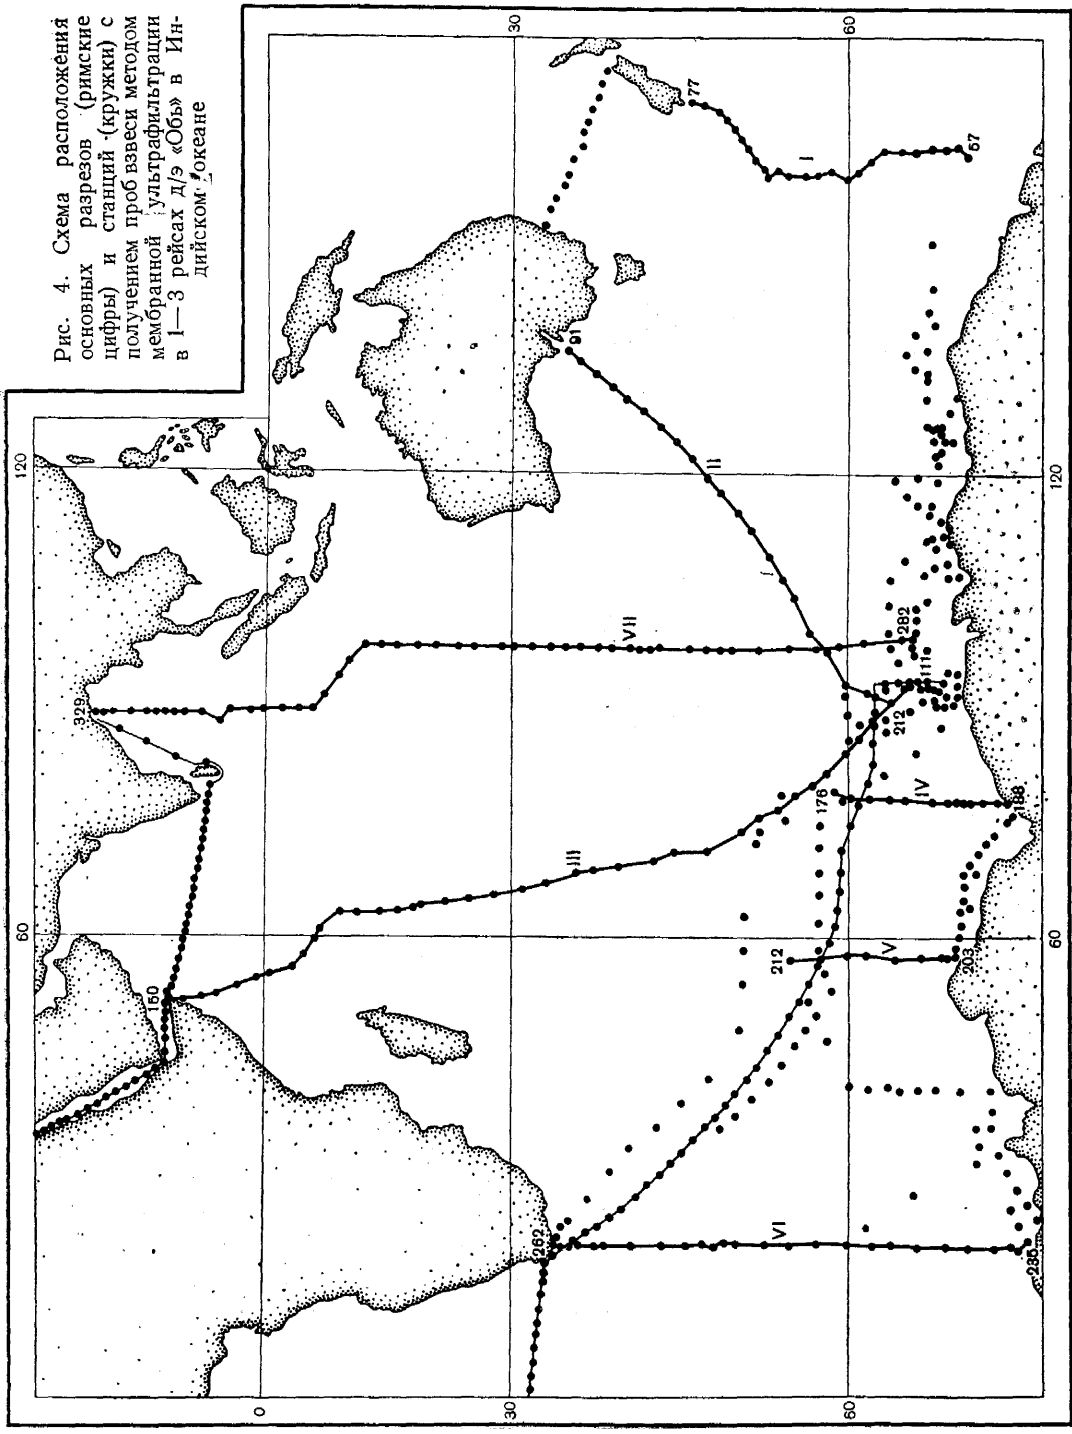 Рис. 4. Схема расположения
основных разрезов (римские
цифры) и станций (кружки) с
получением проб взвеси методом
мембранной ультрафильтрации
в 1—3 рейсах д/э «Обь» в Ин-
дийском океане
30
60
77
I
57
120
91
II
120
VII
282
111
329
212
IV
176
188
III
60
60
V
212
203
150
262
VI
235
0
30
60